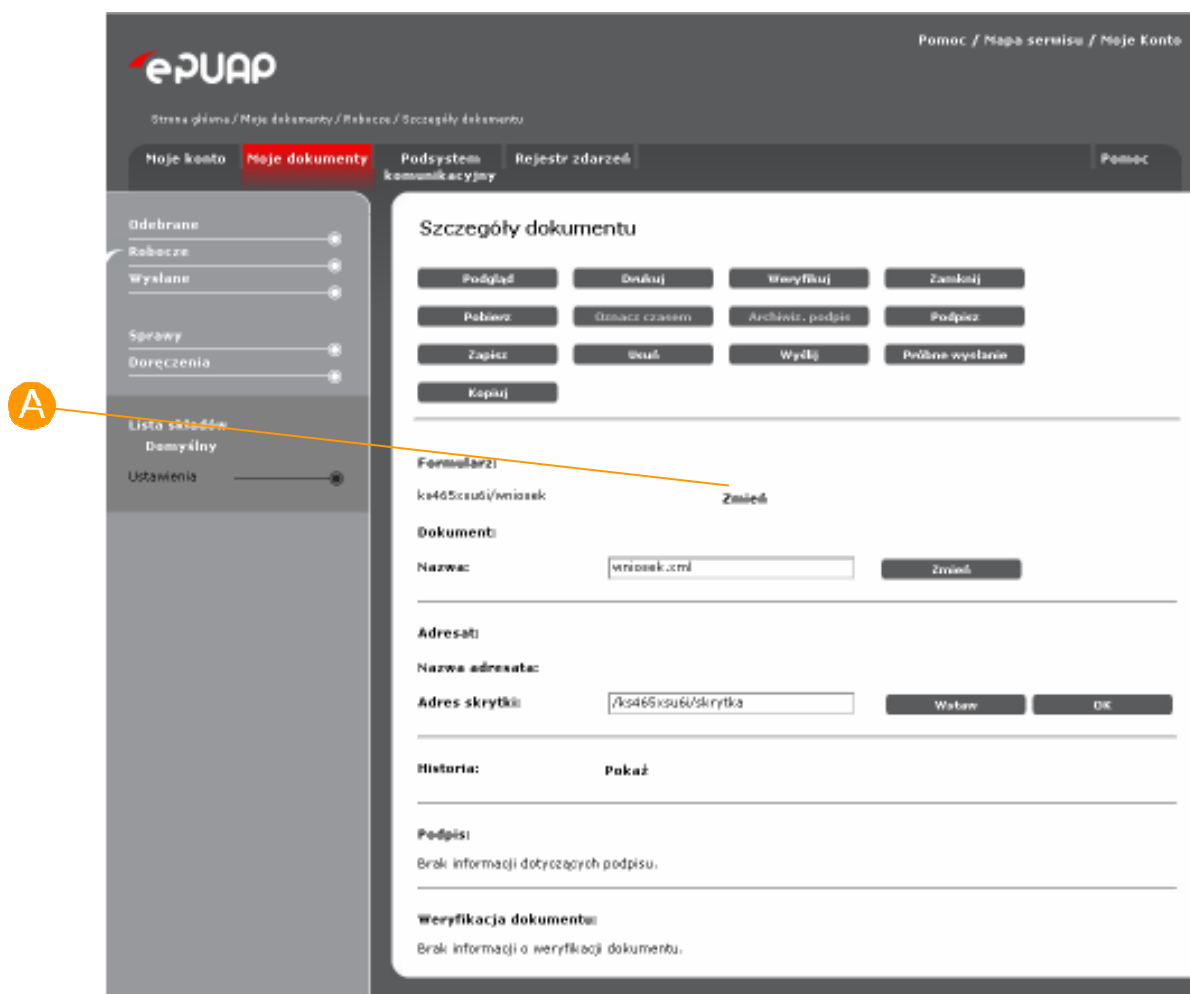 Pomoc / Mapa serwisu / Moje Konto
ePUAP
Strona główna / Moje dokumenty / Robocze / Szczegóły dokumentu
Moje konto Moje dokumenty Podsystem komunikacyjny Rejestr zdarzeń Pomoc
Odebrane
Robocze
Wysłane
Sprawy
Doręczenia
A
Lista składów
Domyślny
Ustawienia
Szczegóły dokumentu
Podgląd Drukuj Weryfikuj Zamknij
Pobierz Oznacz czasem Archiwiz. podpis Podpisz
Zapisz Usuń Wyślij Próbne wysłanie
Kopiuj
Formularz:
ks465xsu6i/wniosek Zmień
Dokument:
Nazwa: wniosek.xml Zmień
Adresat:
Nazwa adresata:
Adres skrytki: /ks465xsu6i/skrytka Wstaw OK
Historia: Pokaż
Podpis:
Brak informacji dotyczących podpisu.
Weryfikacja dokumentu:
Brak informacji o weryfikacji dokumentu.